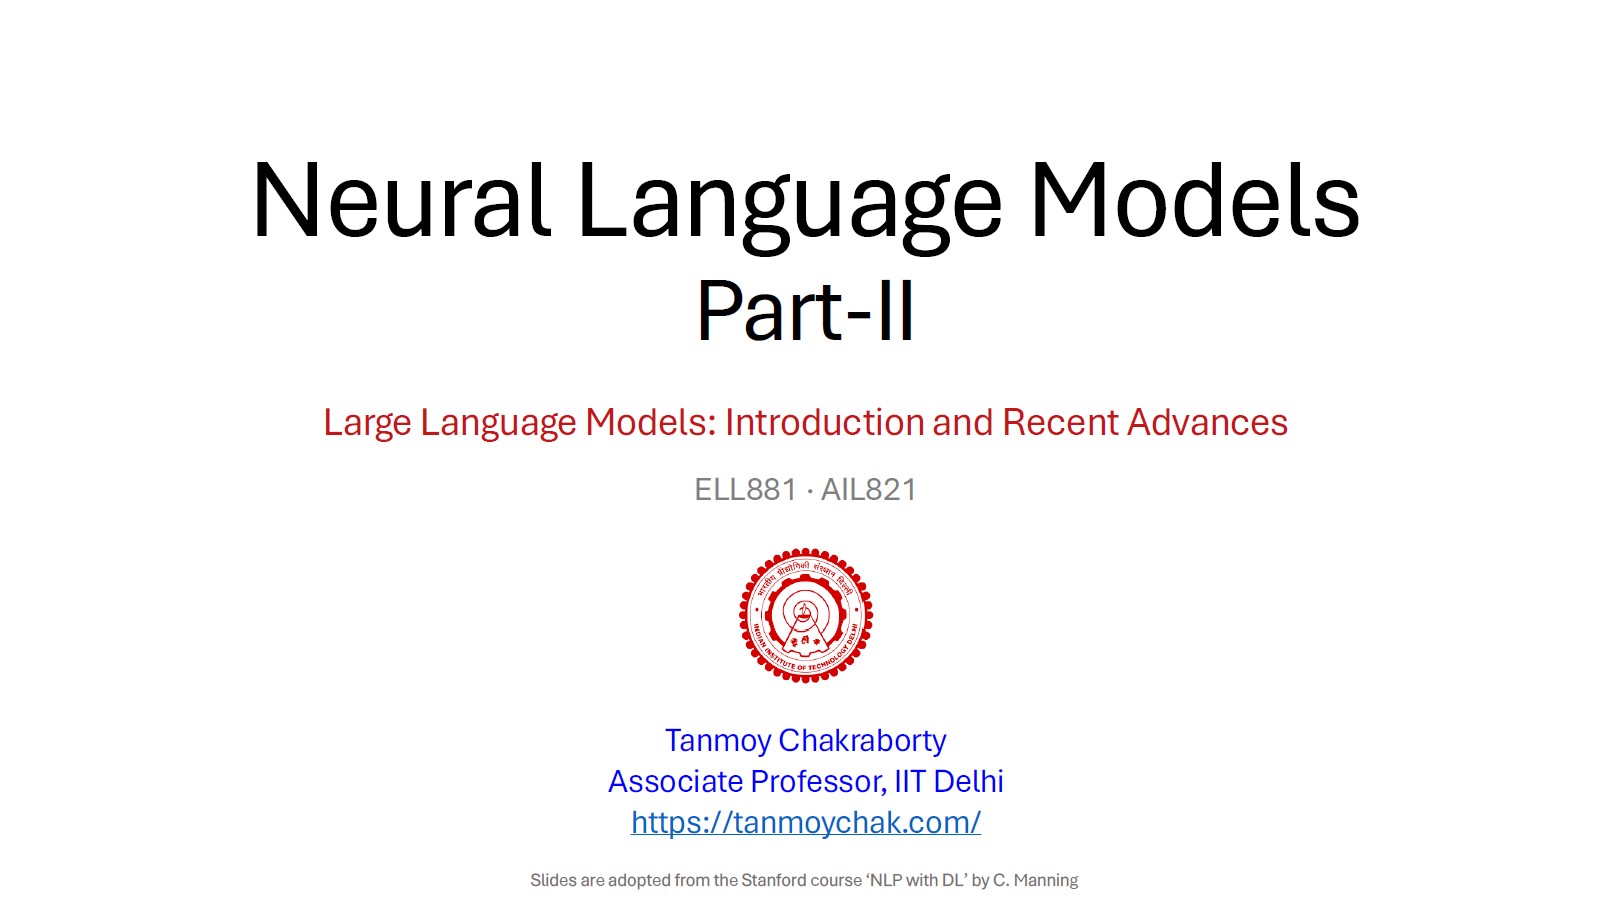 Neural Language Models
Part-II
Large Language Models: Introduction and Recent Advances
ELL881 · AIL821
भारतीय प्रौद्योगिकी संस्थान दिल्ली
INDIAN INSTITUTE OF TECHNOLOGY DELHI
Tanmoy Chakraborty
Associate Professor, IIT Delhi
https://tanmoychak.com/
Slides are adopted from the Stanford course ‘NLP with DL’ by C. Manning